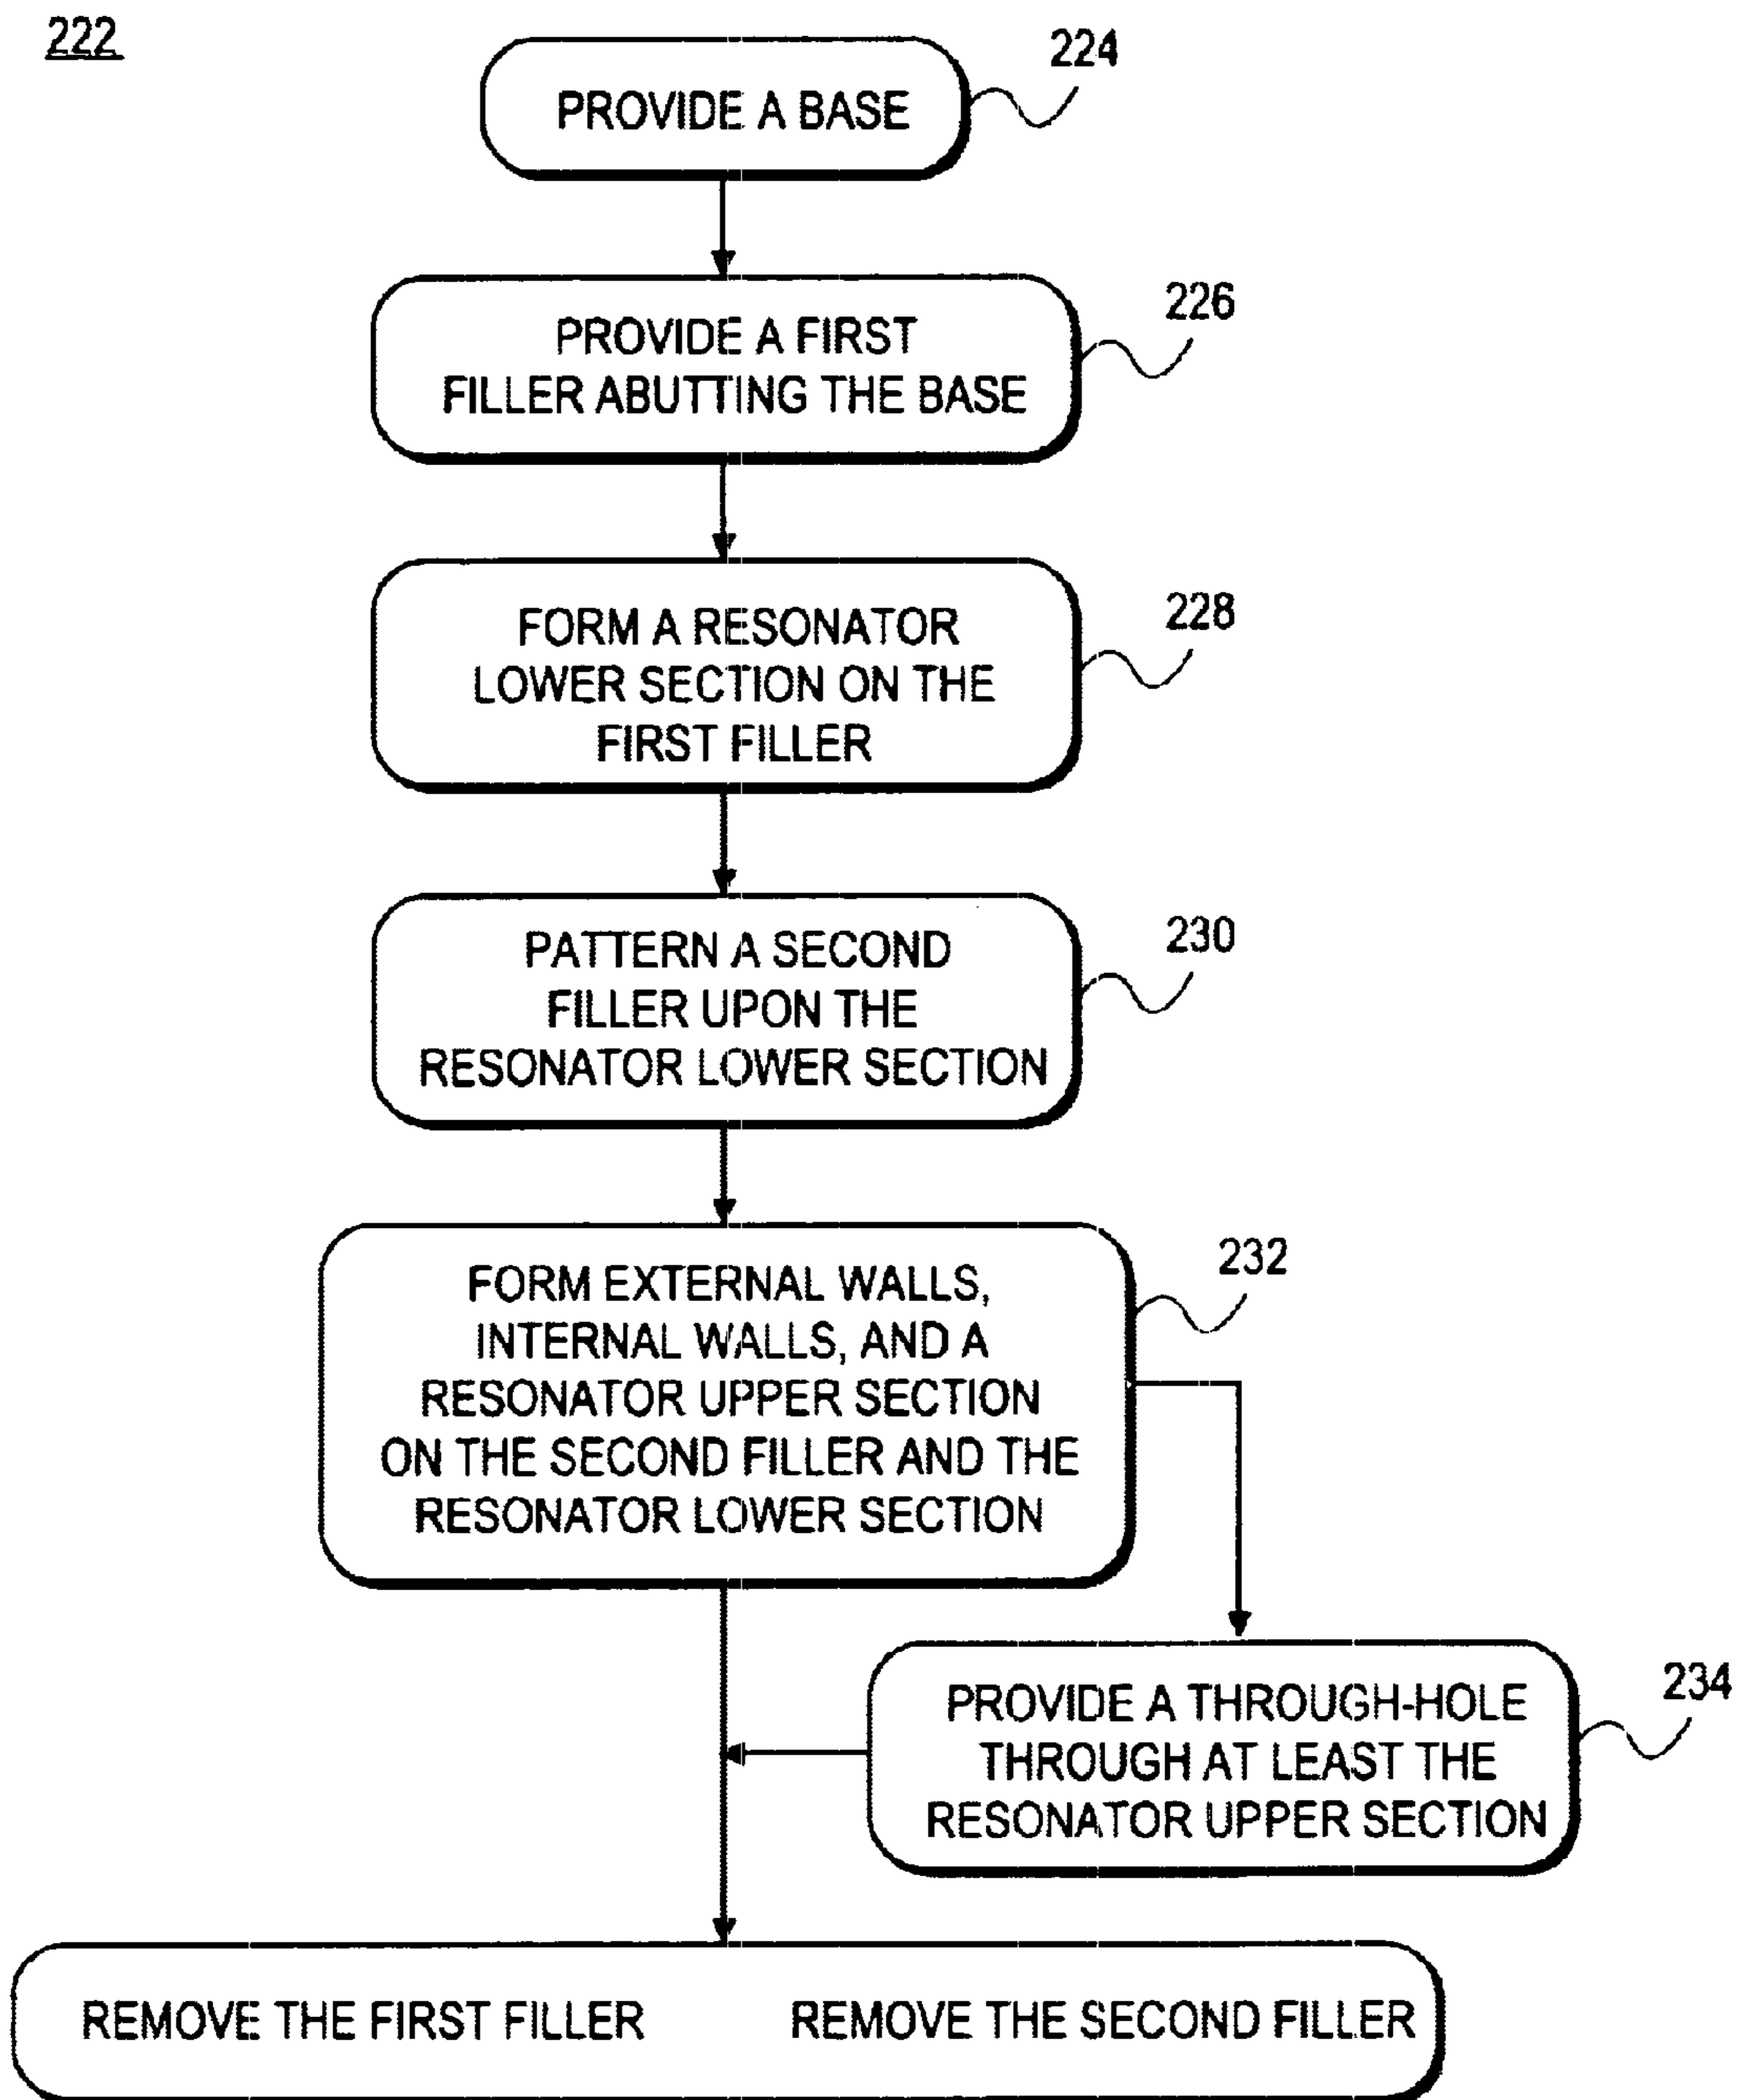 222
224
PROVIDE A BASE
226
PROVIDE A FIRST
FILLER ABUTTING THE BASE
228
FORM A RESONATOR
LOWER SECTION ON THE
FIRST FILLER
230
PATTERN A SECOND
FILLER UPON THE
RESONATOR LOWER SECTION
232
FORM EXTERNAL WALLS,
INTERNAL WALLS, AND A
RESONATOR UPPER SECTION
ON THE SECOND FILLER AND THE
RESONATOR LOWER SECTION
234
PROVIDE A THROUGH-HOLE
THROUGH AT LEAST THE
RESONATOR UPPER SECTION
REMOVE THE FIRST FILLER REMOVE THE SECOND FILLER